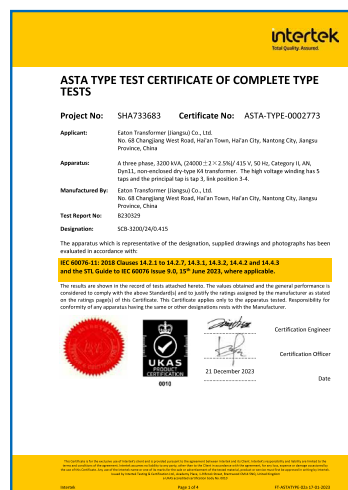 intertek
Total Quality. Assured.
ASTA TYPE TEST CERTIFICATE OF COMPLETE TYPE
TESTS
Project No: SHA733683 Certificate No: ASTA-TYPE-0002773
Applicant: Eaton Transformer (Jiangsu) Co., Ltd.
No. 68 Changjiang West Road, Hai'an Town, Hai'an City, Nantong City, Jiangsu
Province, China
Apparatus: A three phase, 3200 kVA, (24000±2×2.5%)/ 415 V, 50 Hz, Category II, AN,
Dyn11, non-enclosed dry-type K4 transformer. The high voltage winding has 5
taps and the principal tap is tap 3, link position 3-4.
Manufactured By: Eaton Transformer (Jiangsu) Co., Ltd.
No. 68 Changjiang West Road, Hai'an Town, Hai'an City, Nantong City, Jiangsu
Province, China
Test Report No: B230329
Designation: SCB-3200/24/0.415
The apparatus which is representative of the designation, supplied drawings and photographs has been
evaluated in accordance with:
IEC 60076-11: 2018 Clauses 14.2.1 to 14.2.7, 14.3.1, 14.3.2, 14.4.2 and 14.4.3
and the STL Guide to IEC 60076 Issue 9.0, 15th June 2023, where applicable.
The results are shown in the record of tests attached hereto. The values obtained and the general performance is
considered to comply with the above Standard(s) and to justify the ratings assigned by the manufacturer as stated
on the ratings page(s) of this Certificate. This Certificate applies only to the apparatus tested. Responsibility for
conformity of any apparatus having the same or other designations rests with the Manufacturer.
Certification Engineer
UKAS
PRODUCT
CERTIFICATION
0010
Certification Officer
21 December 2023
Date
Intertek Page 1 of 4 FT-ASTATYPE-02a 17-01-2023